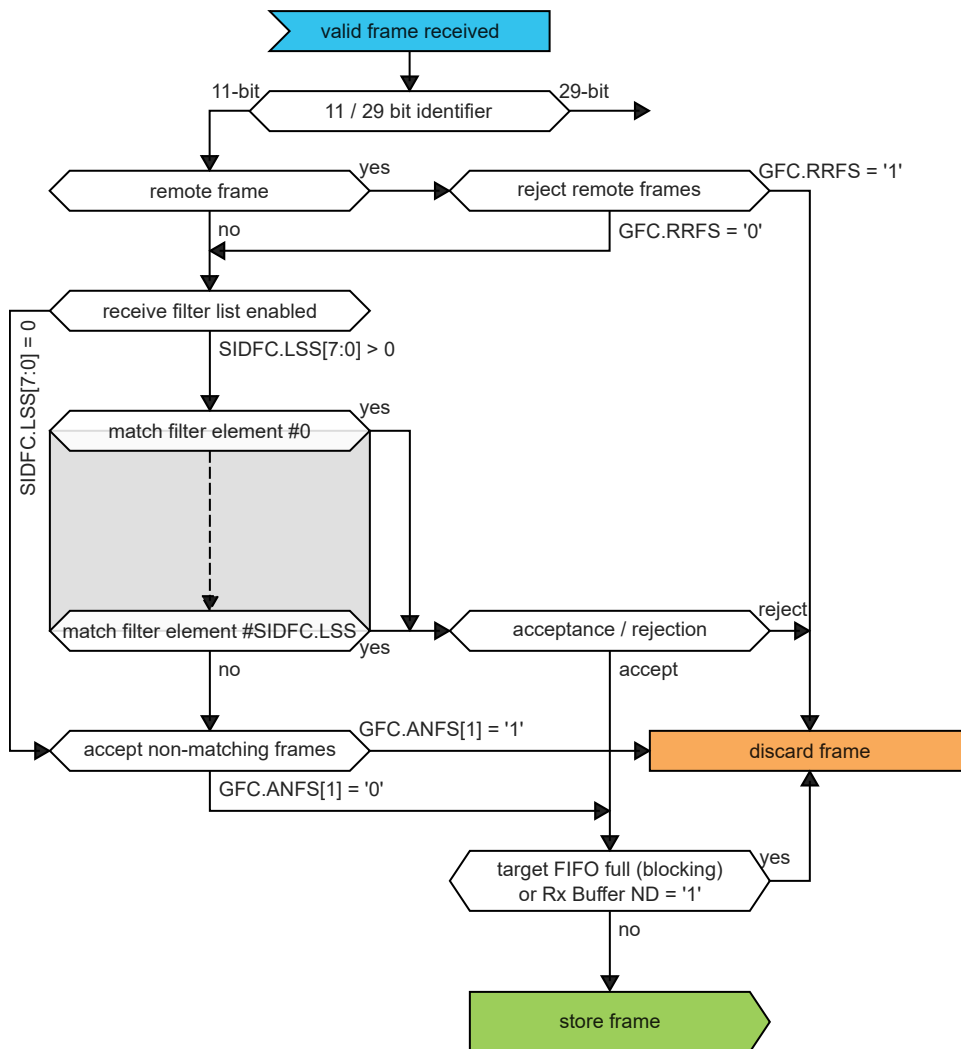 valid frame received
11-bit
29-bit
11 / 29 bit identifier
yes
GFC.RRFS = '1'
remote frame
reject remote frames
no
GFC.RRFS = '0'
receive filter list enabled
SIDFC.LSS[7:0] = 0
SIDFC.LSS[7:0] > 0
yes
match filter element #0
match filter element #SIDFC.LSS
yes
acceptance / rejection
reject
no
accept
GFC.ANFS[1] = '1'
accept non-matching frames
discard frame
GFC.ANFS[1] = '0'
target FIFO full (blocking)
or Rx Buffer ND = '1'
yes
no
store frame